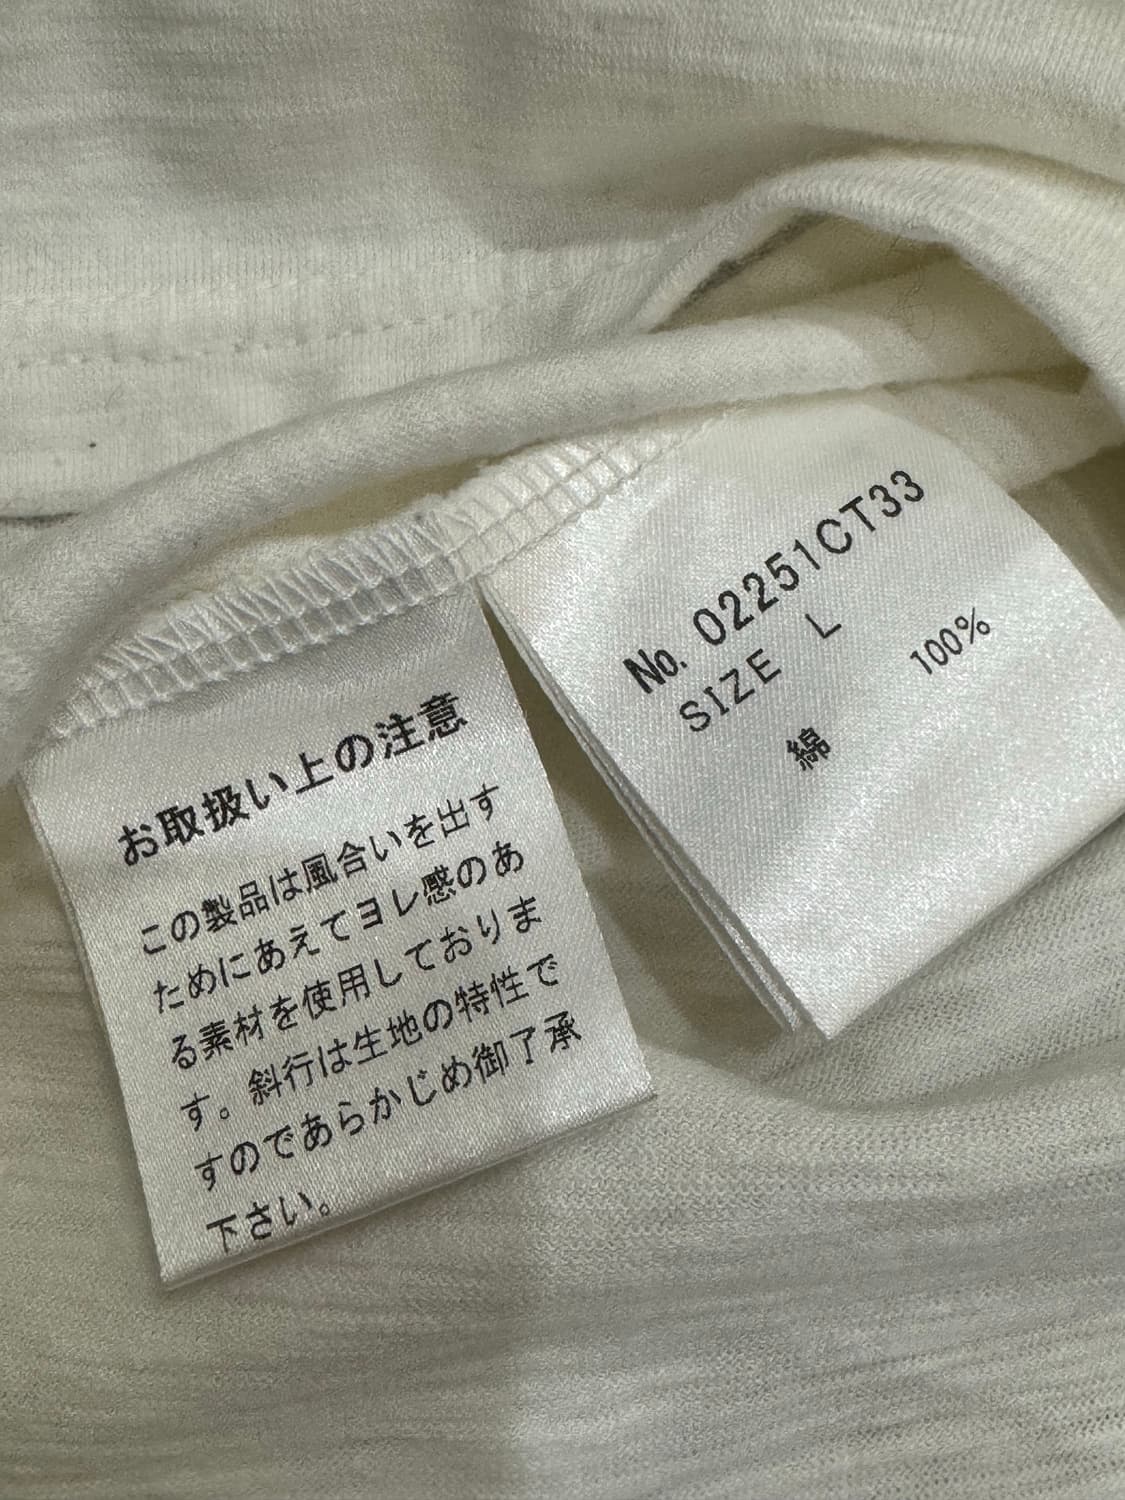 お取扱い上の注意
この製品は風合いを出す
ためにあえてヨレ感のあ
る素材を使用しておりま
す。斜行は生地の特性で
すのであらかじめ御了承
下さい。
No. 02251CT33
SIZE L
綿 100%